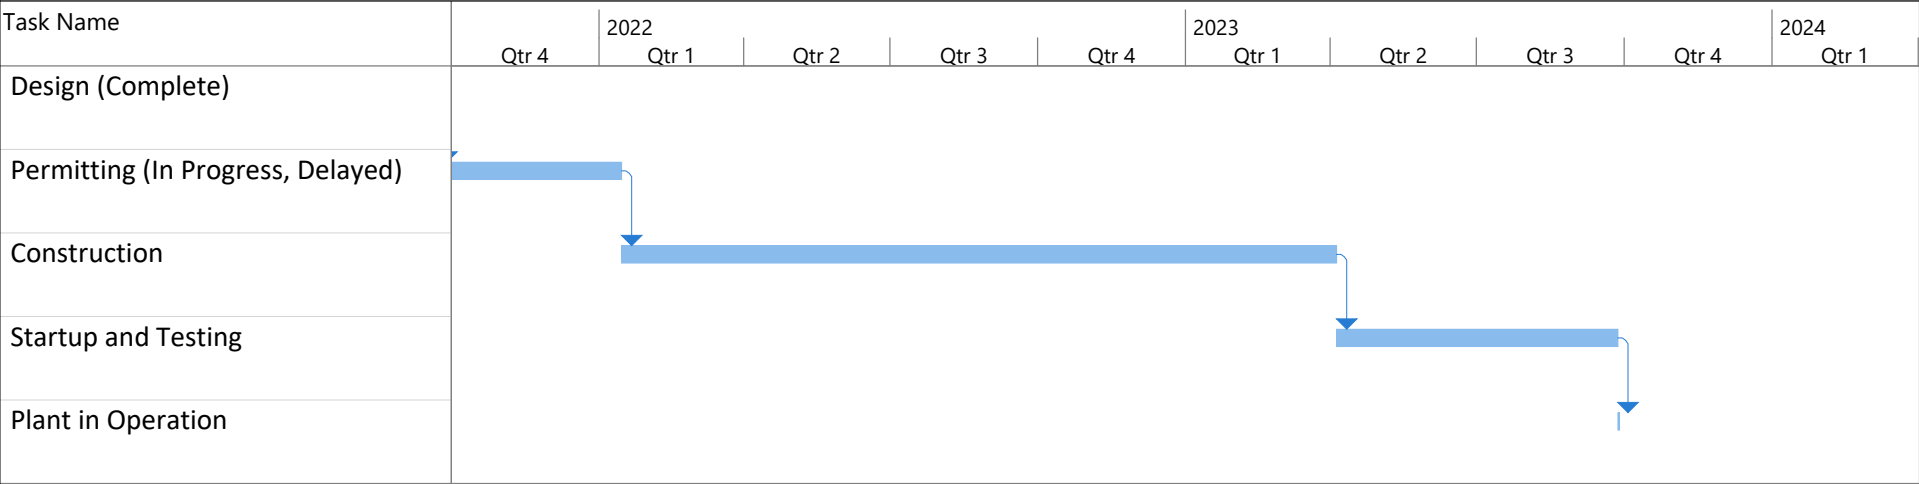 Task Name
2022 2023 2024
Qtr 4 Qtr 1 Qtr 2 Qtr 3 Qtr 4 Qtr 1 Qtr 2 Qtr 3 Qtr 4 Qtr 1
Design (Complete)
Permitting (In Progress, Delayed)
Construction
Startup and Testing
Plant in Operation